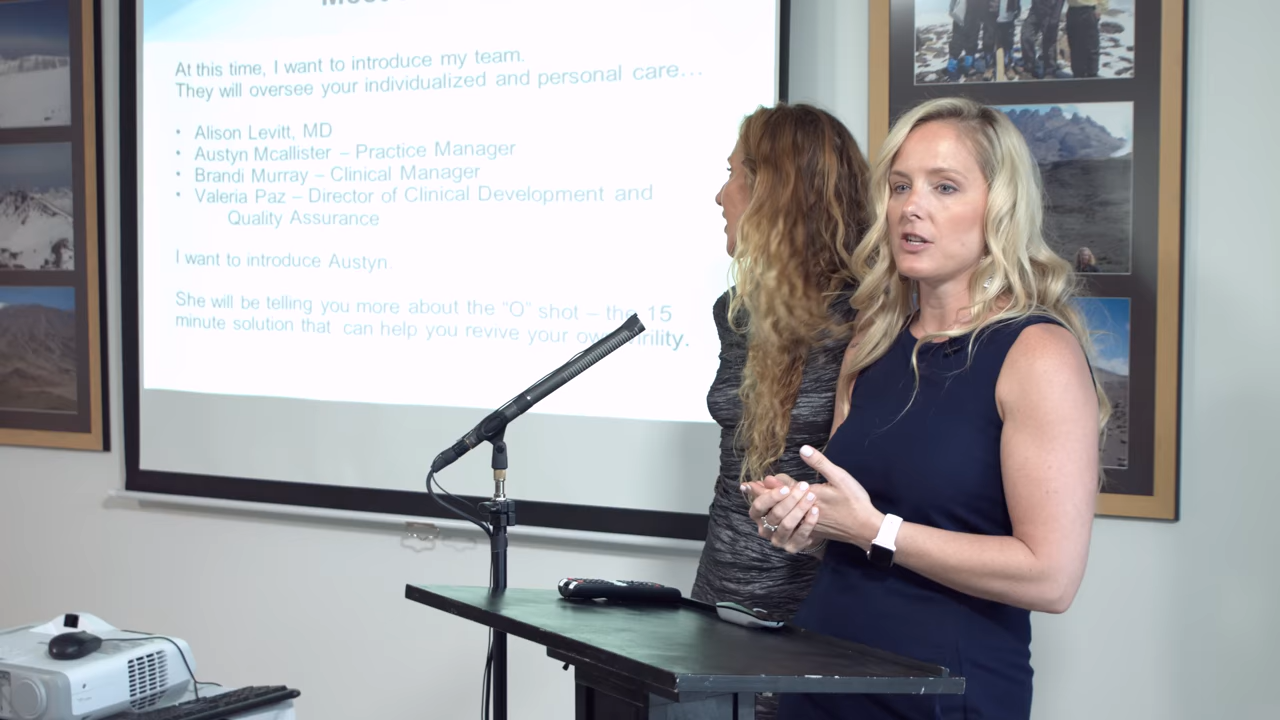 At this time, I want to introduce my team.
They will oversee your individualized and personal care…
• Alison Levitt, MD
• Austyn Mcallister – Practice Manager
• Brandi Murray – Clinical Manager
• Valeria Paz – Director of Clinical Development and
Quality Assurance
I want to introduce Austyn
She will be telling you more about the "O" shot – the 15
minute solution that can help you revive your own virility.